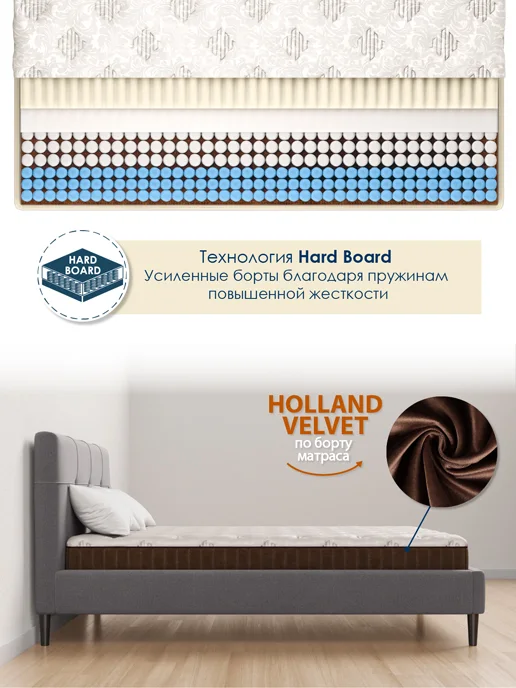 HARD
BOARD
Технология Hard Board
Усиленные борты благодаря пружинам
повышенной жесткости
HOLLAND
VELVET
по борту
матраса